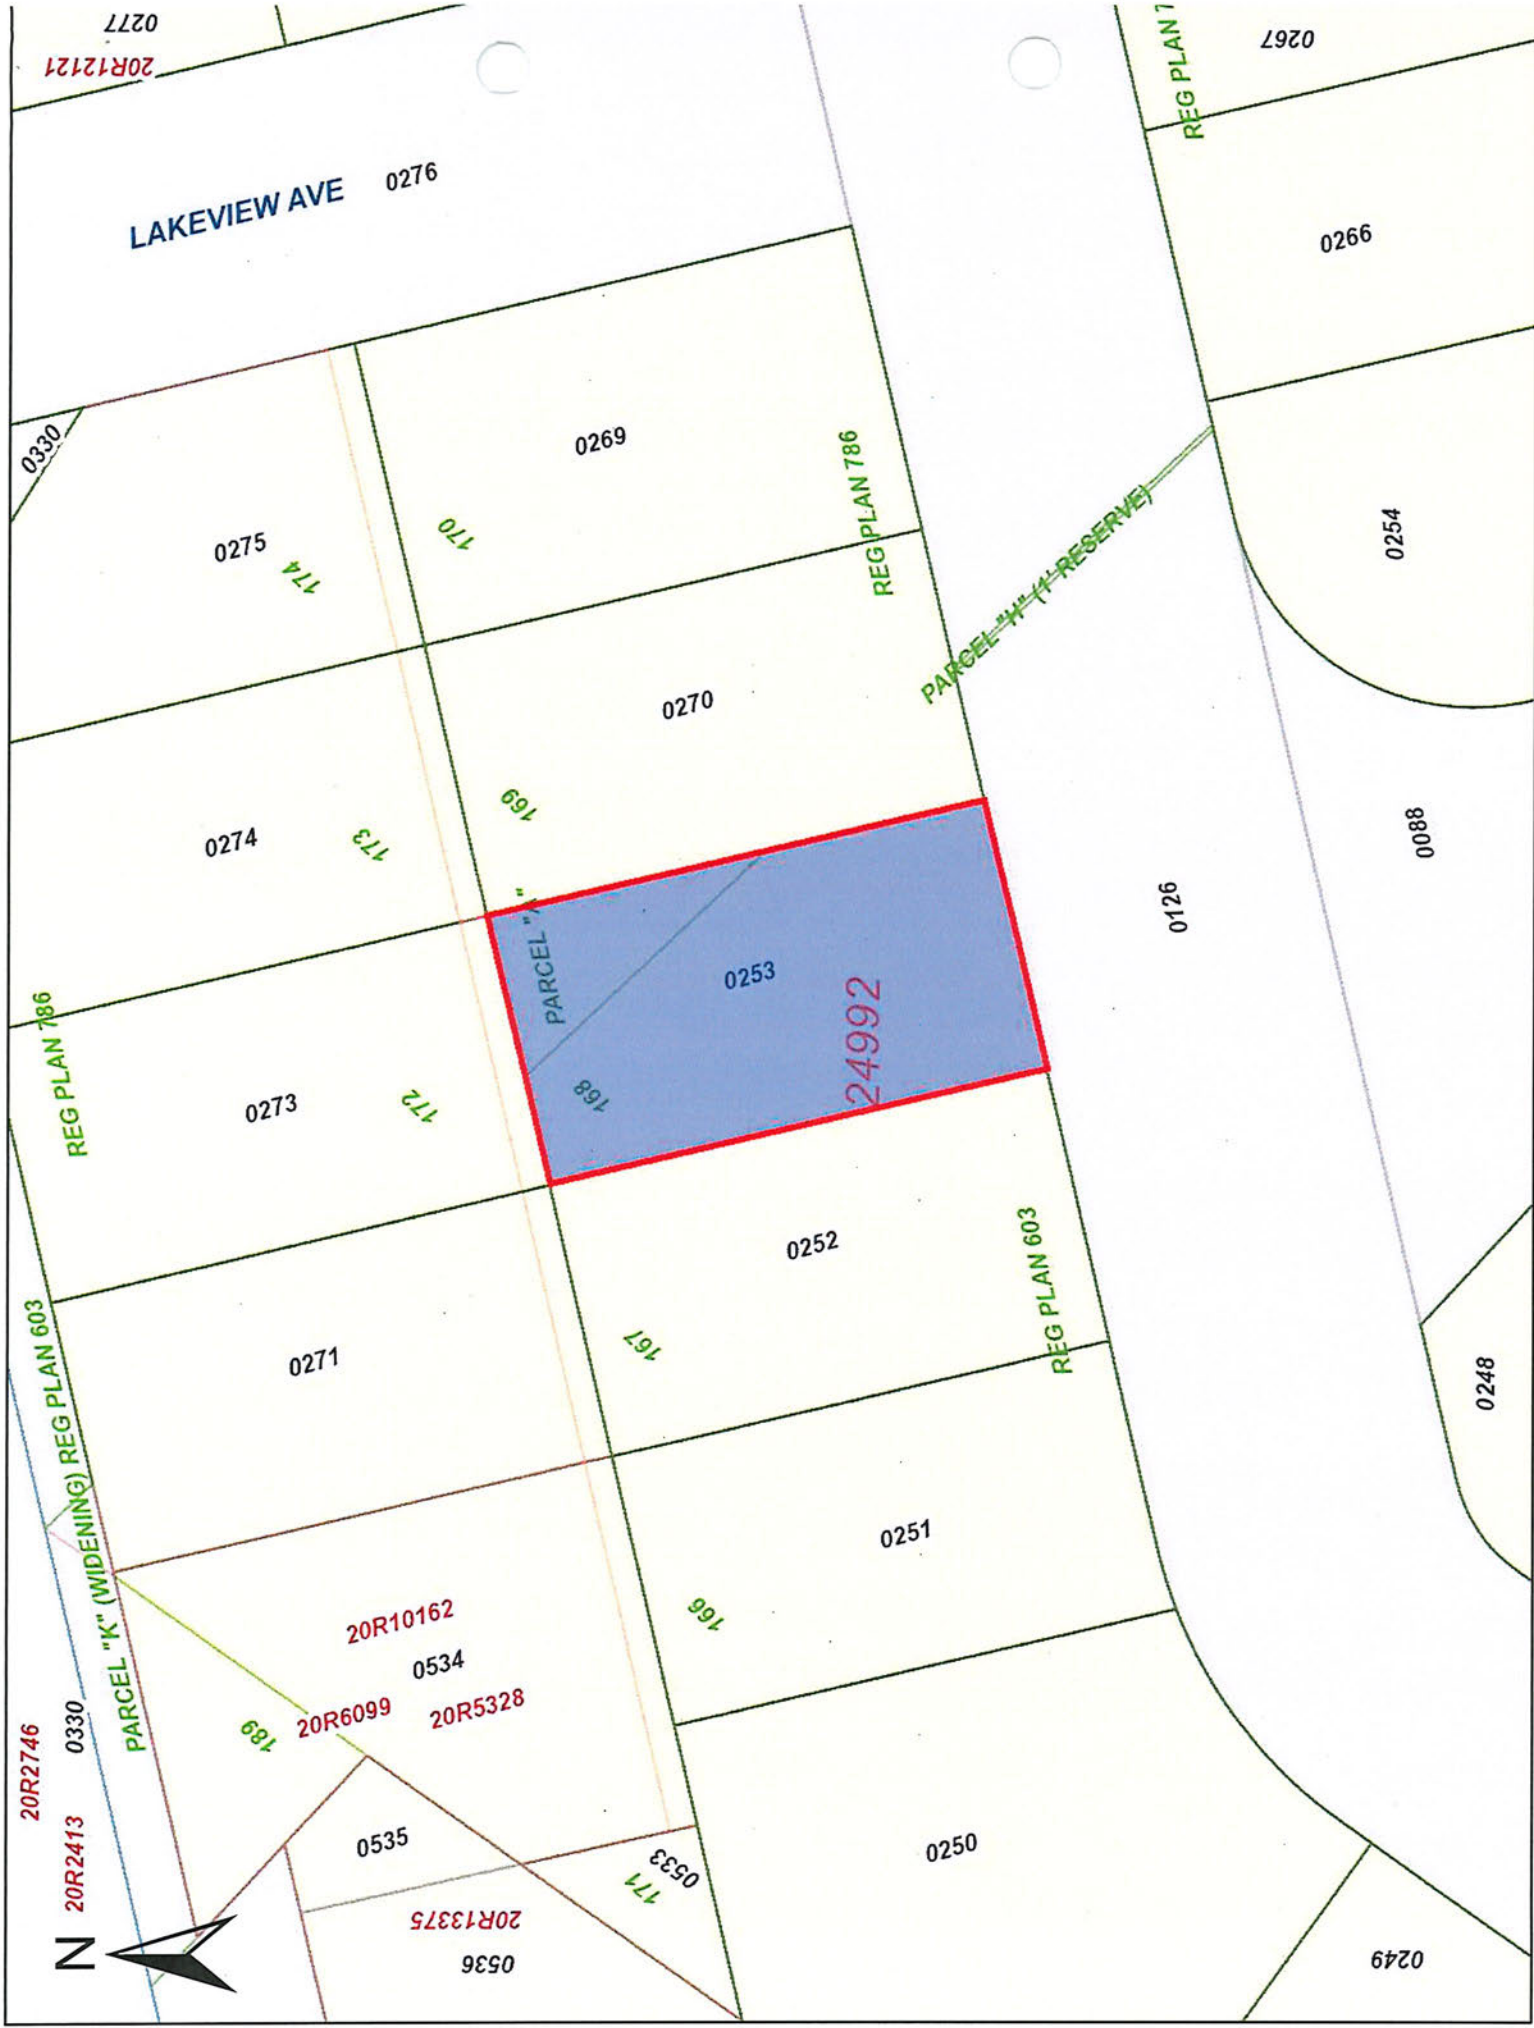 0277
20R12121
LAKEVIEW AVE
0276
REG PLAN 7
0267
0266
0330
0275
174
170
0269
REG PLAN 786
PARCEL "H" (1' RESERVE)
0254
0274
173
169
0270
0088
0126
REG PLAN 786
0273
172
PARCEL "A"
168
0253
24992
REG PLAN 603
0271
167
0252
REG PLAN 603
0248
PARCEL "K" (WIDENING)
20R10162
0534
20R6099
20R5328
189
166
0251
20R2746
0330
20R2413
0535
0533
171
20R13375
0536
0250
0249
N